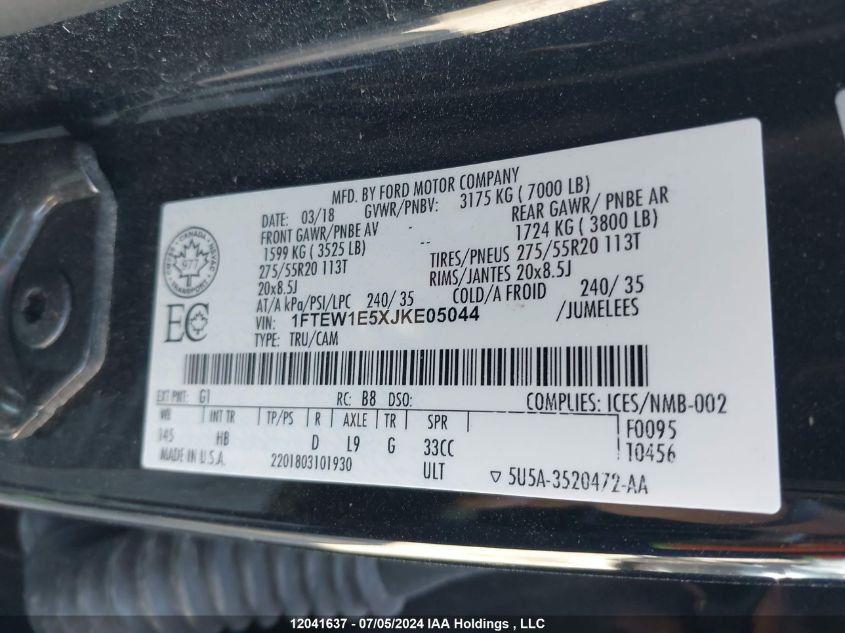 MFD. BY FORD MOTOR COMPANY
DATE: 03/18 GVWR/PNBV: 3175 KG ( 7000 LB)
FRONT GAWR/PNBE AV -- REAR GAWR/ PNBE AR
1599 KG ( 3525 LB) -- 1724 KG ( 3800 LB)
275/55R20 113T TIRES/PNEUS 275/55R20 113T
20x8.5J RIMS/JANTES 20x8.5J
AT/A kPa/PSI/LPC 240/ 35 COLD/A FROID 240/ 35
VIN: 1FTEW1E5XJKE05044 /JUMELEES
TYPE: TRU/CAM
CANADA
TRANSPORT
977
EC
EXT PNT: G1 RC: B8 DSO: COMPLIES: ICES/NMB-002
WB INT TR TP/PS R AXLE TR SPR F0095
145 HB D L9 G 33CC T0456
MADE IN U.S.A. 2201803101930 ULT ▽ 5U5A-3520472-AA
12041637 - 07/05/2024 IAA Holdings , LLC